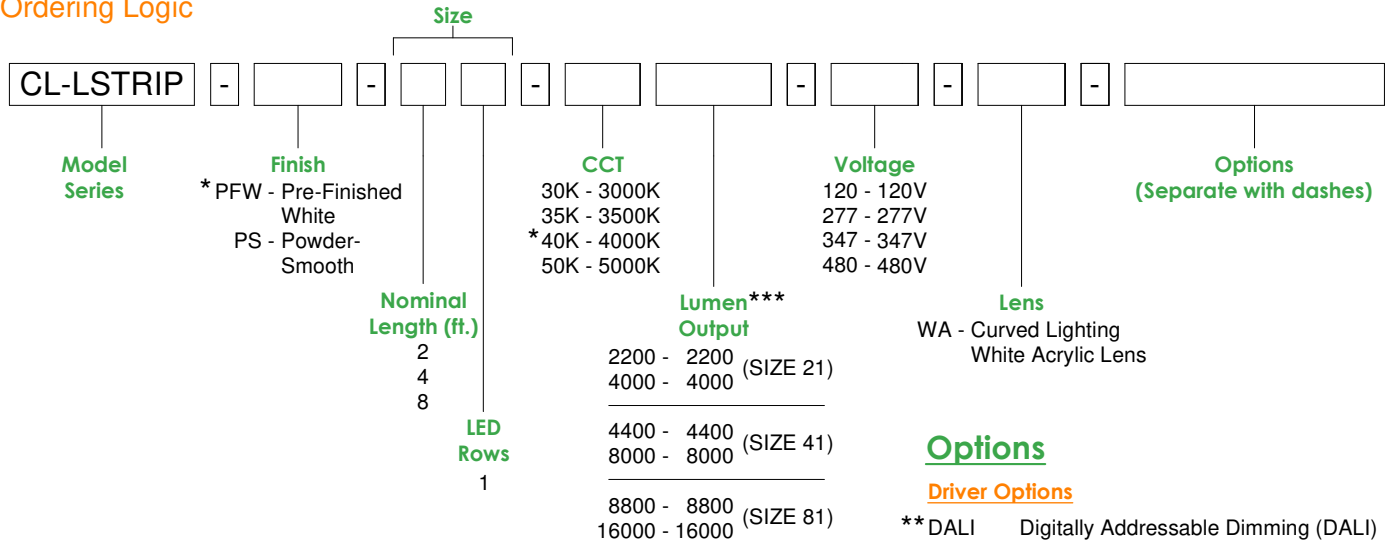 Ordering Logic
Size
CL-LSTRIP - - - - - -
Model
Series
Finish
*PFW - Pre-Finished
White
PS - Powder-
Smooth
Nominal
Length (ft.)
2
4
8
LED
Rows
1
CCT
30K - 3000K
35K - 3500K
*40K - 4000K
50K - 5000K
Lumen***
Output
2200 - 2200
4000 - 4000
(SIZE 21)
4400 - 4400
8000 - 8000
(SIZE 41)
8800 - 8800
16000 - 16000
(SIZE 81)
Voltage
120 - 120V
277 - 277V
347 - 347V
480 - 480V
Lens
WA - Curved Lighting
White Acrylic Lens
Options
(Separate with dashes)
Options
Driver Options
**DALI Digitally Addressable Dimming (DALI)